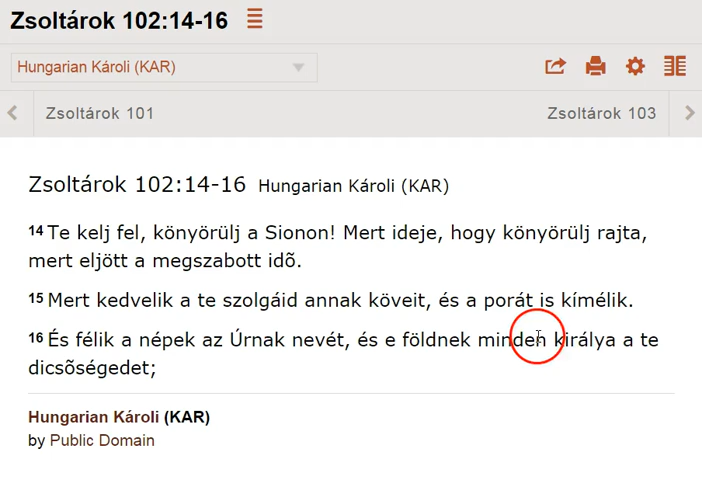 Zsoltárok 102:14-16
Hungarian Károli (KAR)
Zsoltárok 101
Zsoltárok 103
Zsoltárok 102:14-16 Hungarian Károli (KAR)
14 Te kelj fel, könyörülj a Sionon! Mert ideje, hogy könyörülj rajta,
mert eljött a megszabott idõ.
15 Mert kedvelik a te szolgáid annak köveit, és a porát is kímélik.
16 És félik a népek az Úrnak nevét, és e földnek minden királya a te
dicsõségedet;
Hungarian Károli (KAR)
by Public Domain